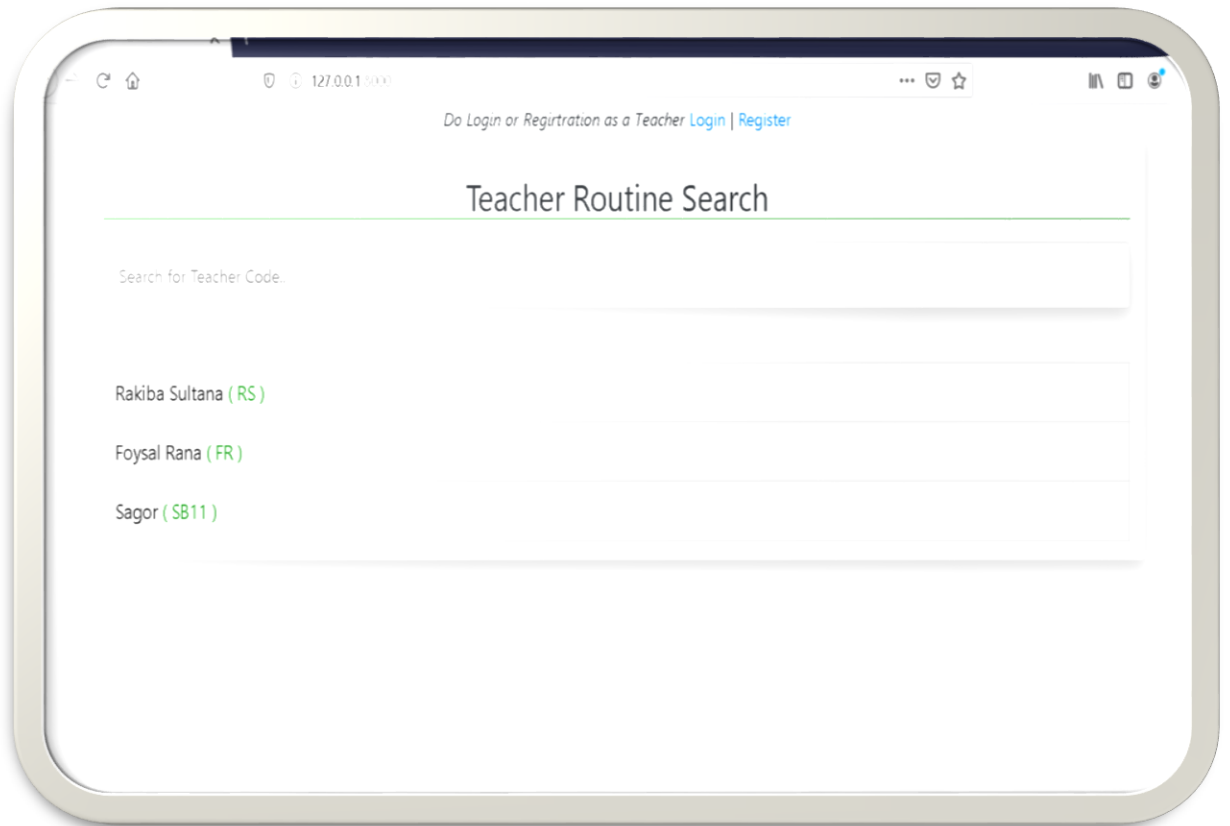 127.0.0.1:8000
Do Login or Regirtration as a Teacher Login | Register
Teacher Routine Search
Search for Teacher Code..
Rakiba Sultana ( RS )
Foysal Rana ( FR )
Sagor ( SB11 )